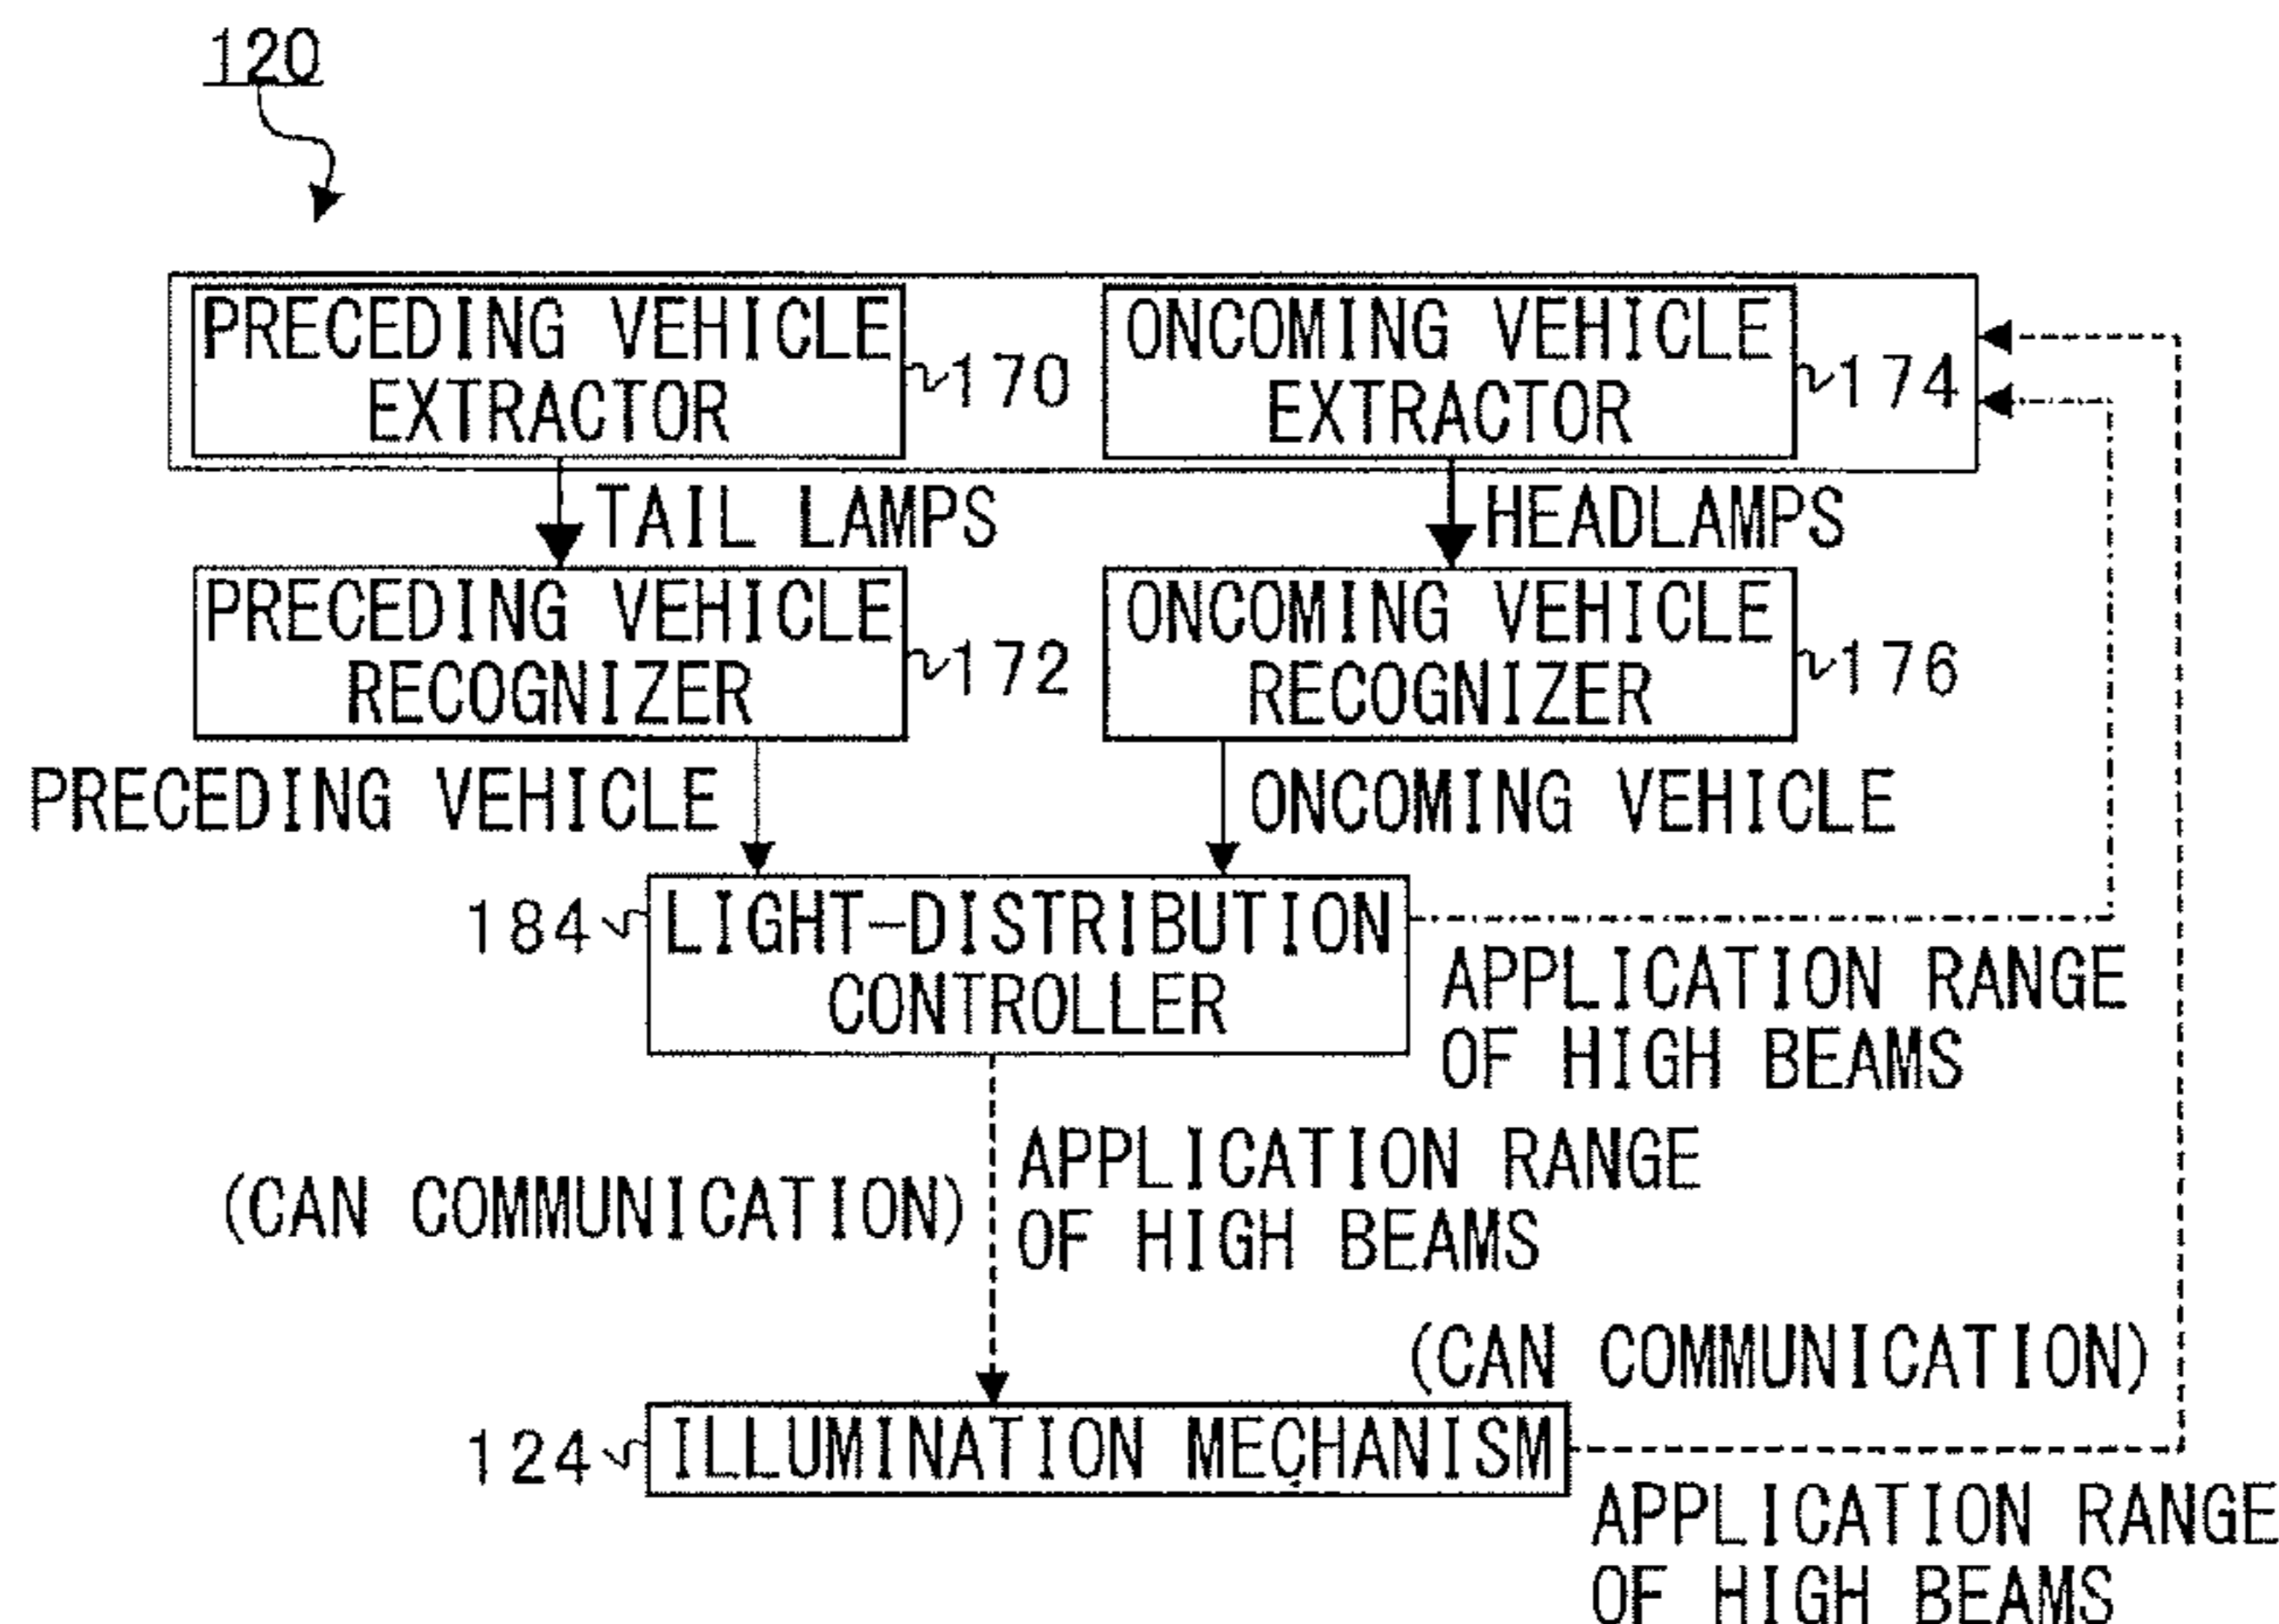 120
PRECEDING VEHICLE
EXTRACTOR
170
ONCOMING VEHICLE
EXTRACTOR
174
TAIL LAMPS
HEADLAMPS
PRECEDING VEHICLE
RECOGNIZER
172
ONCOMING VEHICLE
RECOGNIZER
176
PRECEDING VEHICLE
ONCOMING VEHICLE
184
LIGHT-DISTRIBUTION
CONTROLLER
APPLICATION RANGE
OF HIGH BEAMS
(CAN COMMUNICATION)
APPLICATION RANGE
OF HIGH BEAMS
(CAN COMMUNICATION)
124
ILLUMINATION MECHANISM
APPLICATION RANGE
OF HIGH BEAMS